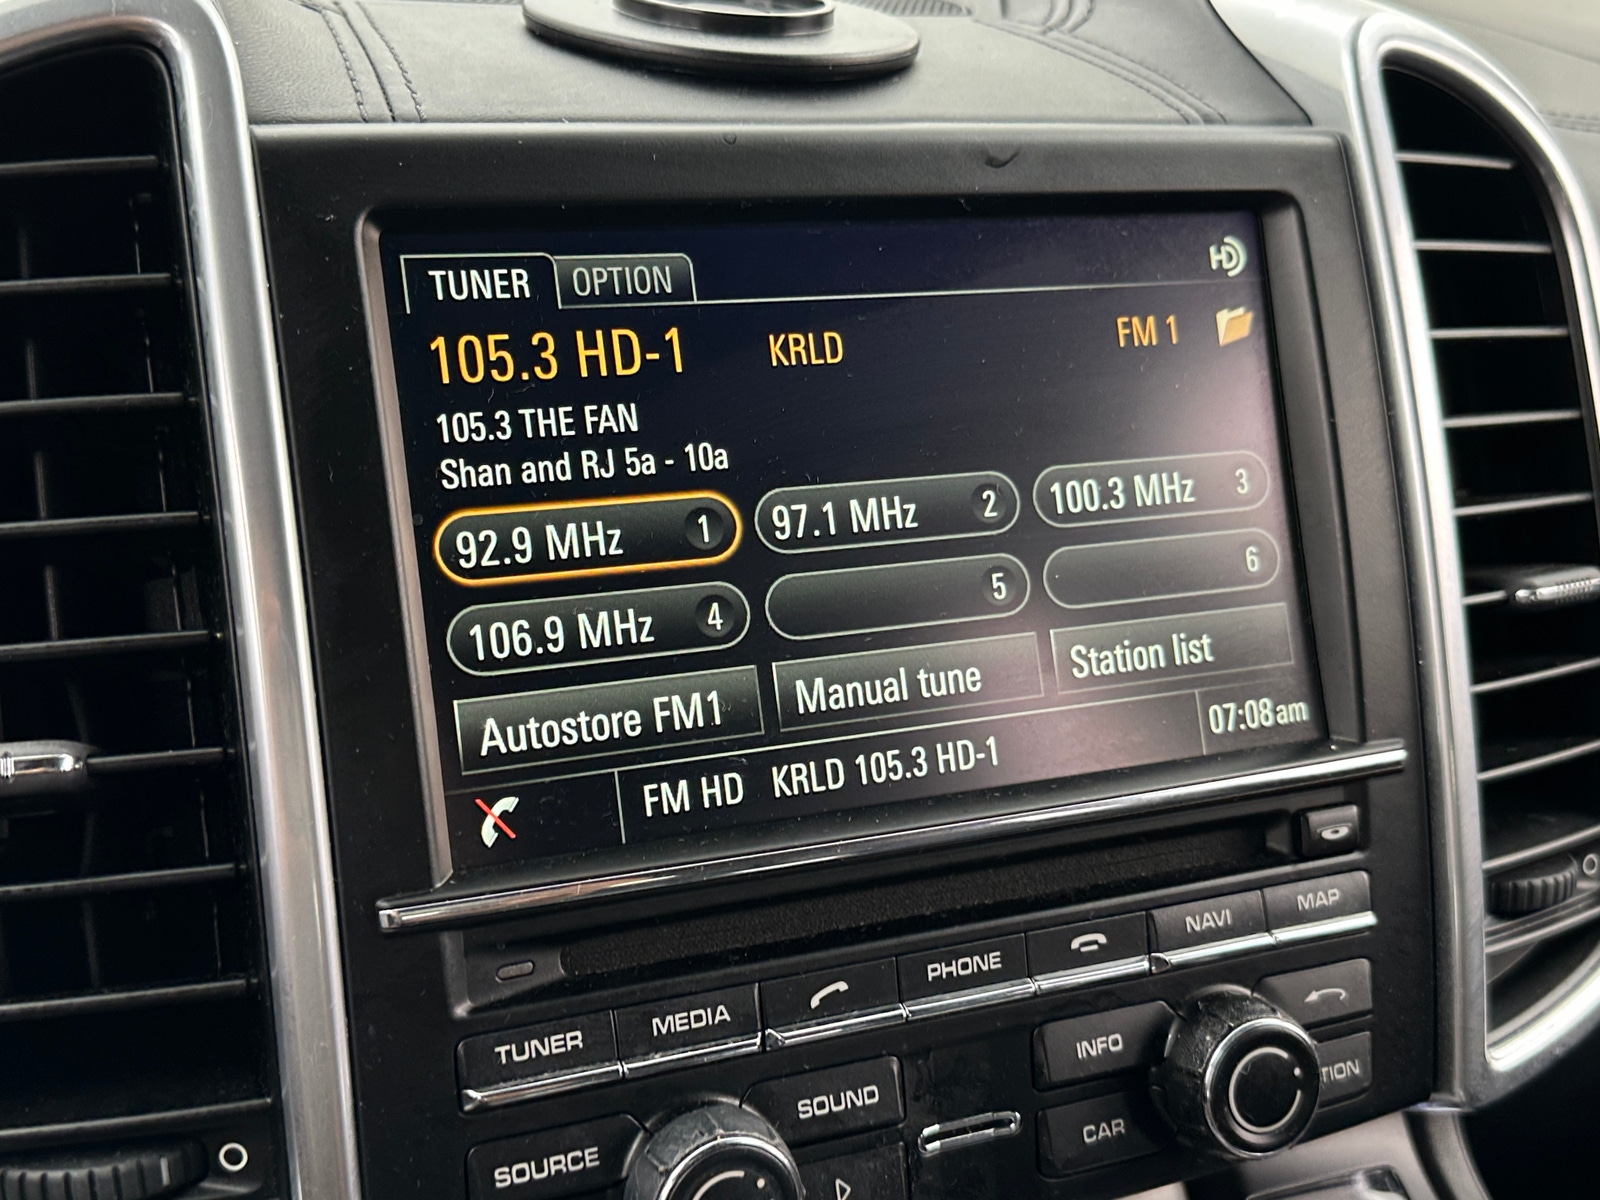 TUNER OPTION HD
105.3 HD-1 KRLD FM 1
105.3 THE FAN
Shan and RJ 5a - 10a
92.9 MHz 1 97.1 MHz 2 100.3 MHz 3
106.9 MHz 4 5 6
Autostore FM1 Manual tune Station list
FM HD KRLD 105.3 HD-1 07:08am
TUNER MEDIA PHONE NAVI MAP
SOURCE SOUND INFO
CAR TION